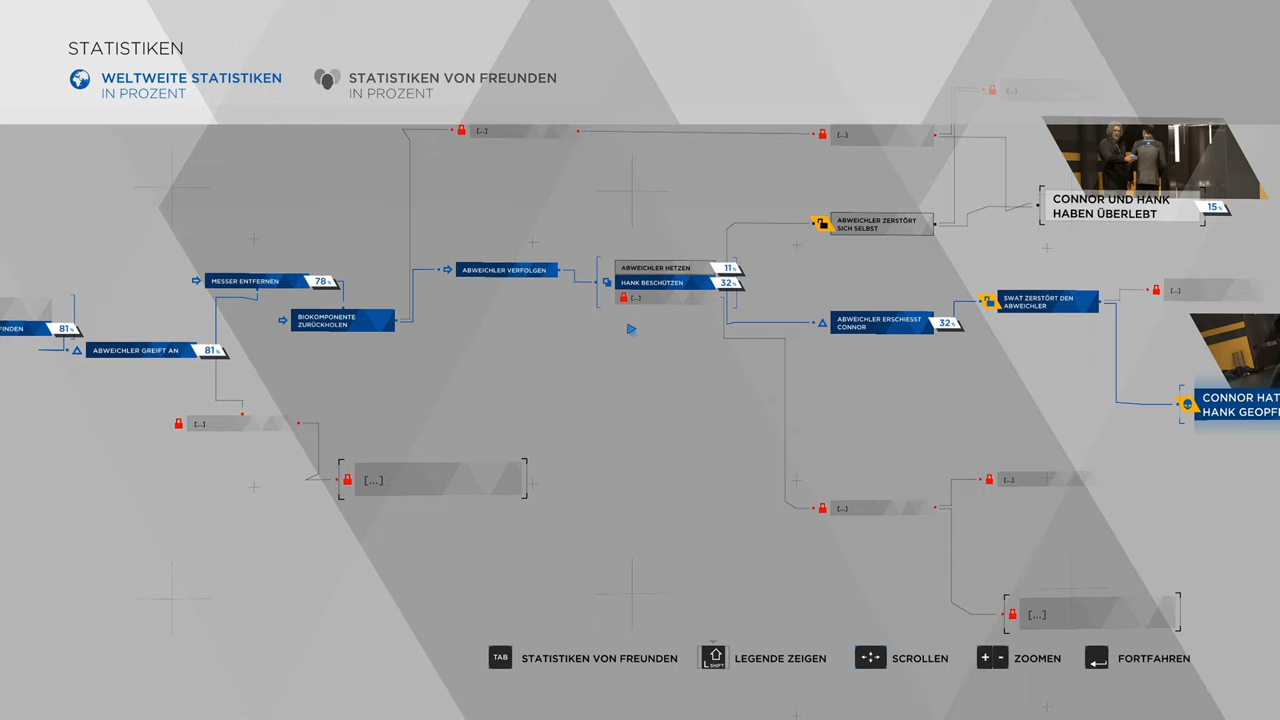 STATISTIKEN
WELTWEITE STATISTIKEN
IN PROZENT
STATISTIKEN VON FREUNDEN
IN PROZENT
[...]
[...]
[...]
CONNOR UND HANK
HABEN ÜBERLEBT
15%
ABWEICHLER ZERSTÖRT
SICH SELBST
MESSER ENTFERNEN
78%
ABWEICHLER VERFOLGEN
ABWEICHLER HETZEN
11%
HANK BESCHÜTZEN
32%
[...]
[...]
SWAT ZERSTÖRT DEN
ABWEICHLER
BIOKOMPONENTE
ZURÜCKHOLEN
ABWEICHLER ERSCHIESST
CONNOR
32%
FINDEN
81%
ABWEICHLER GREIFT AN
81%
CONNOR HAT
HANK GEOPF
[...]
[...]
[...]
[...]
[...]
TAB
STATISTIKEN VON FREUNDEN
L SHIFT
LEGENDE ZEIGEN
SCROLLEN
+ -
ZOOMEN
FORTFAHREN